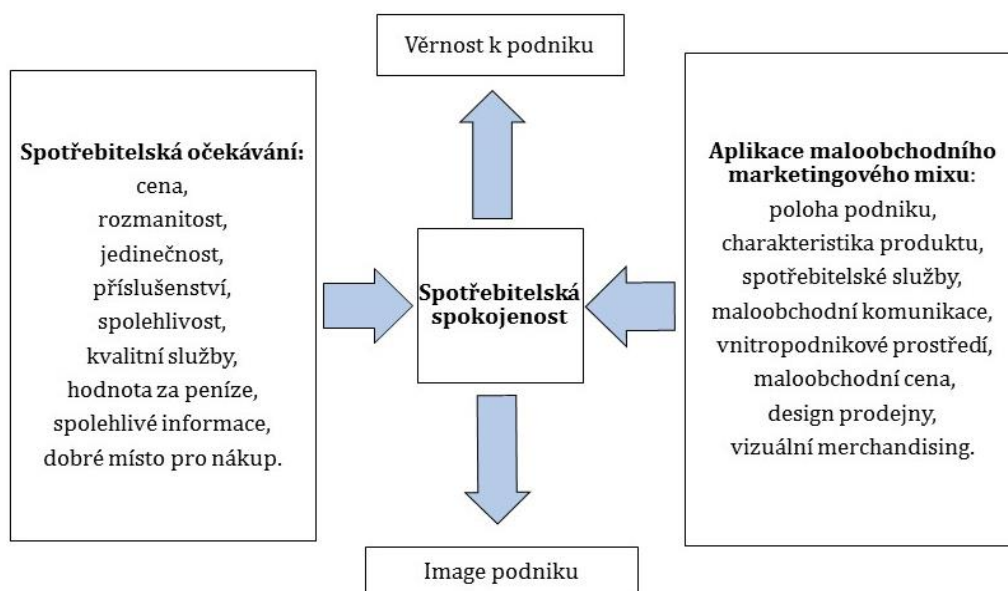 Věrnost k podniku
Spotřebitelská očekávání:
cena,
rozmanitost,
jedinečnost,
příslušenství,
spolehlivost,
kvalitní služby,
hodnota za peníze,
spolehlivé informace,
dobré místo pro nákup.
Spotřebitelská
spokojenost
Aplikace maloobchodního
marketingového mixu:
poloha podniku,
charakteristika produktu,
spotřebitelské služby,
maloobchodní komunikace,
vnitropodnikové prostředí,
maloobchodní cena,
design prodejny,
vizuální merchandising.
Image podniku